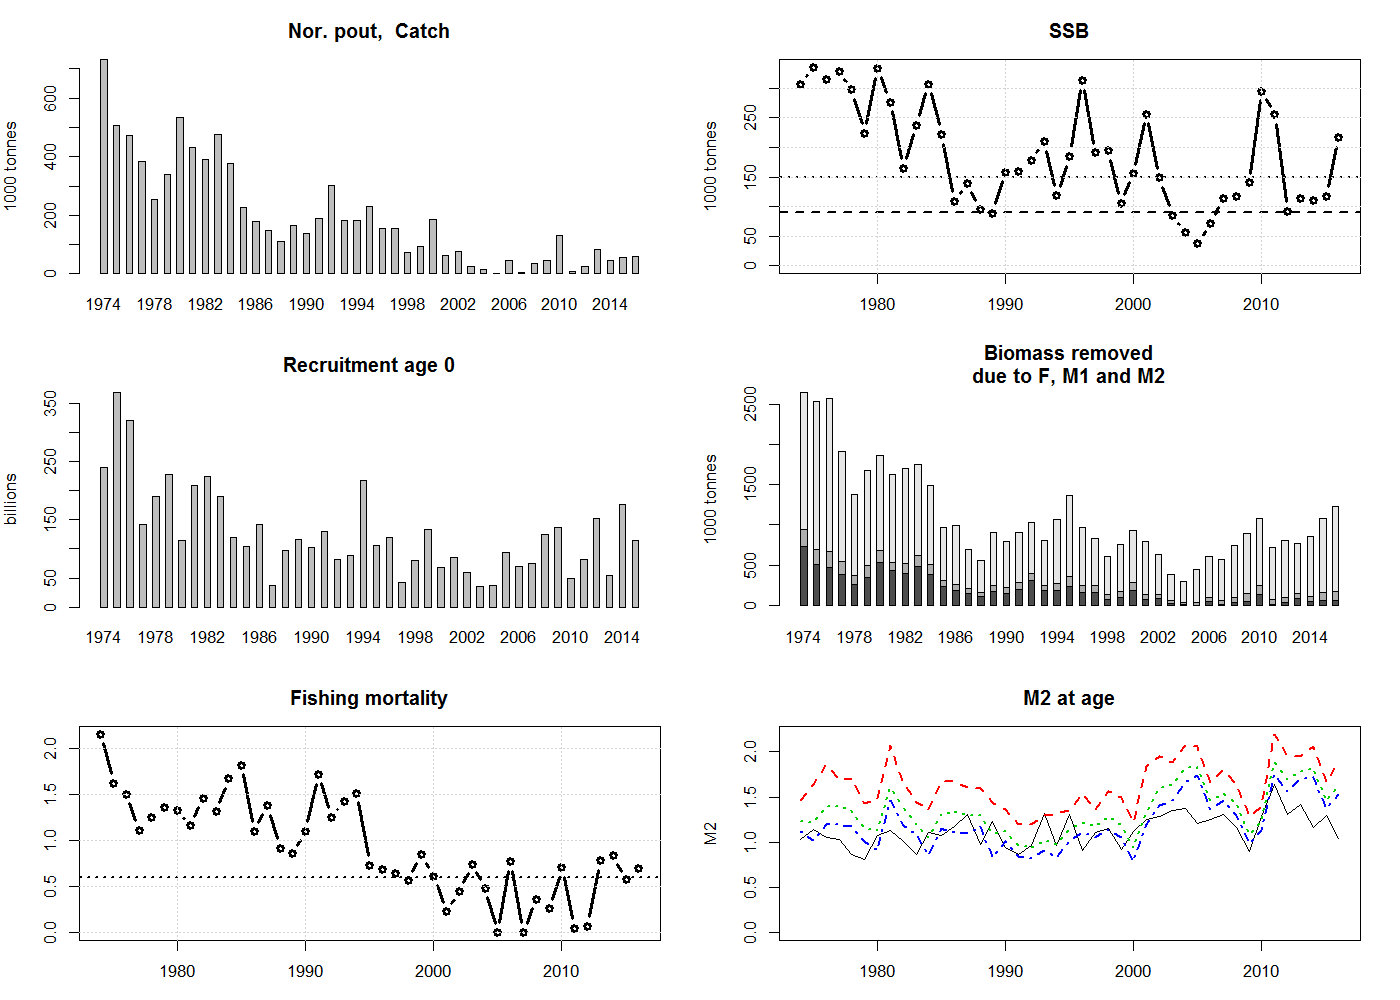 Nor. pout,  Catch
1000 tonnes
0 200 400 600
1974 1978 1982 1986 1990 1994 1998 2002 2006 2010 2014
SSB
1000 tonnes
0 50 150 250
1980 1990 2000 2010
Recruitment age 0
billions
0 50 150 250 350
1974 1978 1982 1986 1990 1994 1998 2002 2006 2010 2014
Biomass removed
due to F, M1 and M2
1000 tonnes
0 500 1500 2500
1974 1978 1982 1986 1990 1994 1998 2002 2006 2010 2014
Fishing mortality
0.0 0.5 1.0 1.5 2.0
1980 1990 2000 2010
M2 at age
M2
0.0 0.5 1.0 1.5 2.0
1980 1990 2000 2010